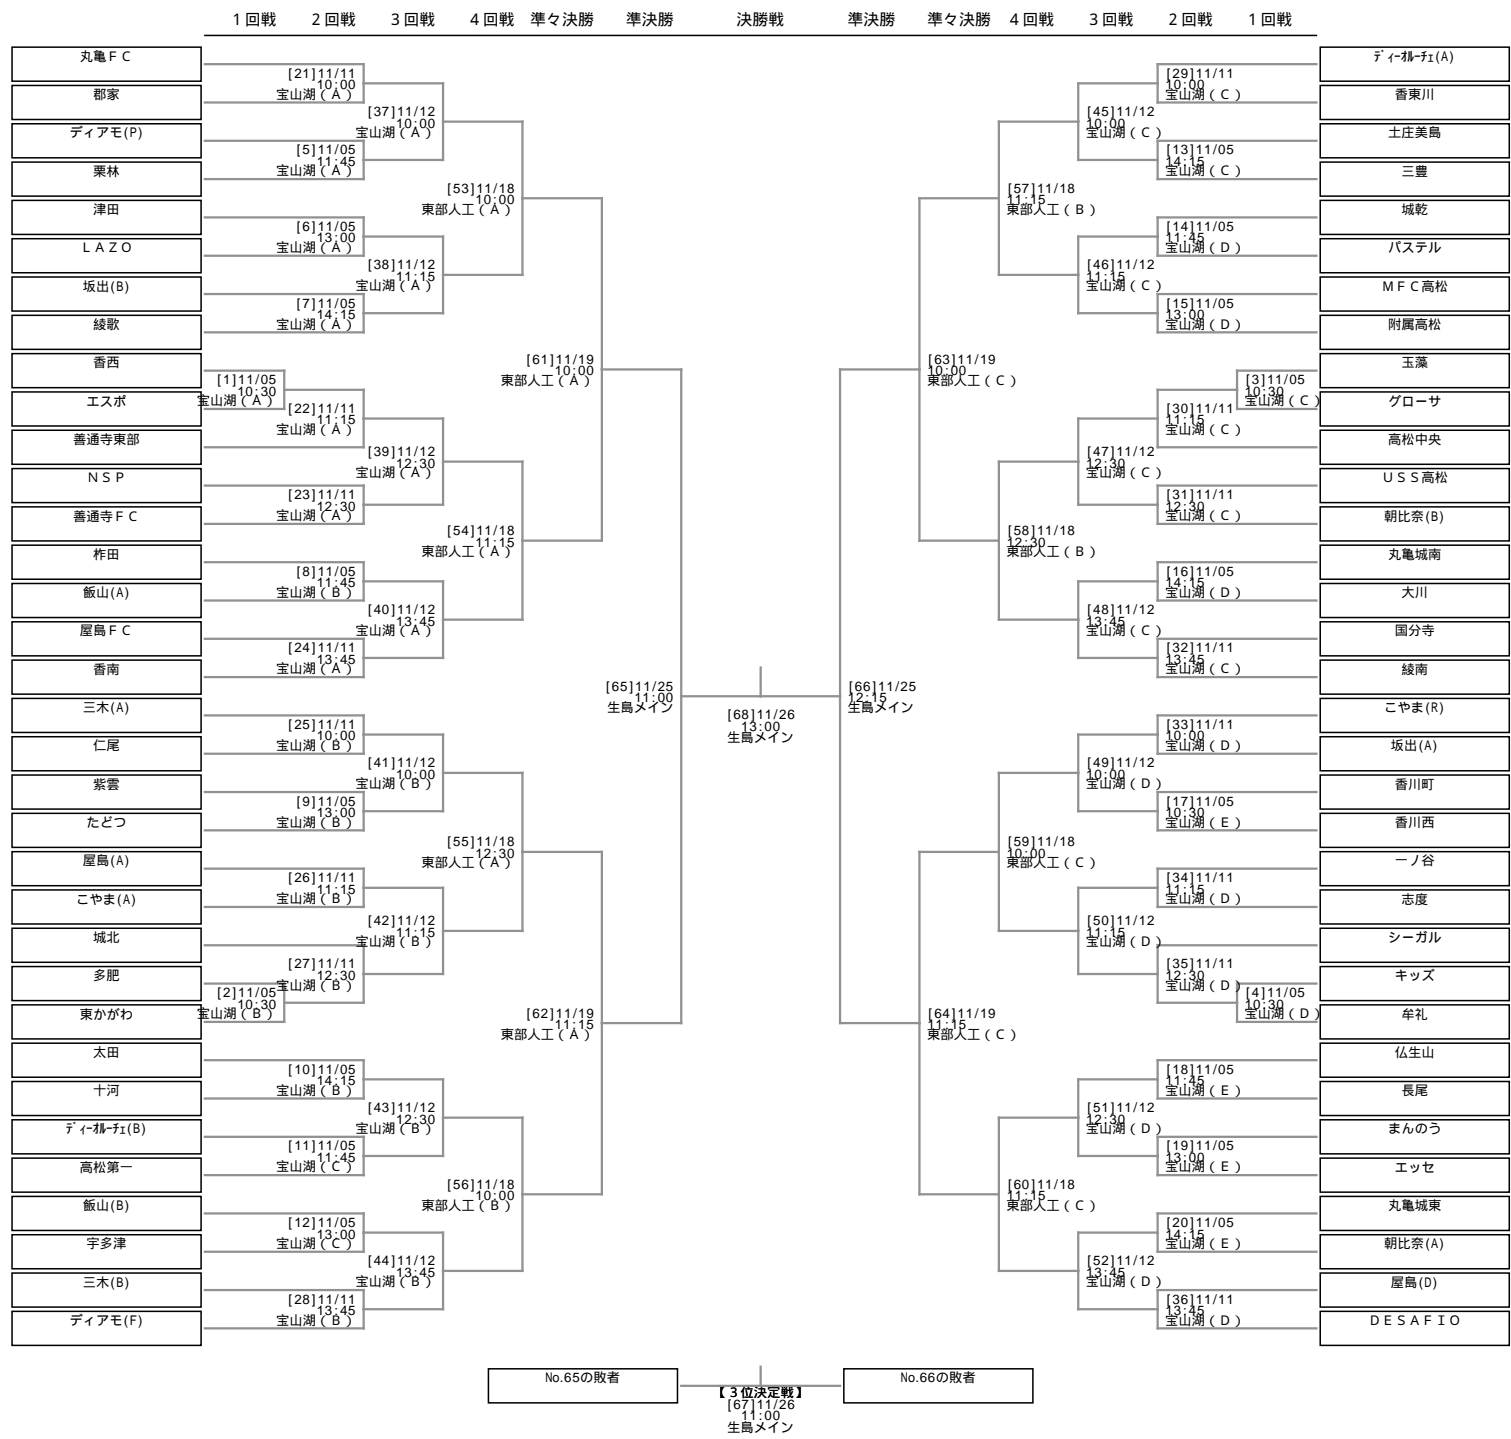 1回戦 2回戦 3回戦 4回戦 準々決勝 準決勝 決勝戦 準決勝 準々決勝 4回戦 3回戦 2回戦 1回戦
丸亀FC
郡家
ディアモ(P)
栗林
津田
LAZO
坂出(B)
綾歌
香西
エスポ
善通寺東部
NSP
善通寺FC
柞田
飯山(A)
屋島FC
香南
三木(A)
仁尾
紫雲
たどつ
屋島(A)
こやま(A)
城北
多肥
東かがわ
太田
十河
ディーオルーチェ(B)
高松第一
飯山(B)
宇多津
三木(B)
ディアモ(F)
[1]11/05
10:30
宝山湖(A)
[2]11/05
10:30
宝山湖(B)
[21]11/11
10:00
宝山湖(A)
[5]11/05
11:45
宝山湖(A)
[6]11/05
13:00
宝山湖(A)
[7]11/05
14:15
宝山湖(A)
[22]11/11
11:15
宝山湖(A)
[23]11/11
12:30
宝山湖(A)
[8]11/05
11:45
宝山湖(B)
[24]11/11
13:45
宝山湖(A)
[25]11/11
10:00
宝山湖(B)
[9]11/05
13:00
宝山湖(B)
[26]11/11
11:15
宝山湖(B)
[27]11/11
12:30
宝山湖(B)
[10]11/05
14:15
宝山湖(B)
[11]11/05
11:45
宝山湖(C)
[12]11/05
13:00
宝山湖(C)
[28]11/11
13:45
宝山湖(B)
[37]11/12
10:00
宝山湖(A)
[38]11/12
11:15
宝山湖(A)
[39]11/12
12:30
宝山湖(A)
[40]11/12
13:45
宝山湖(A)
[41]11/12
10:00
宝山湖(B)
[42]11/12
11:15
宝山湖(B)
[43]11/12
12:30
宝山湖(B)
[44]11/12
13:45
宝山湖(B)
[53]11/18
10:00
東部人工(A)
[54]11/18
11:15
東部人工(A)
[55]11/18
12:30
東部人工(A)
[56]11/18
10:00
東部人工(B)
[61]11/19
10:00
東部人工(A)
[62]11/19
11:15
東部人工(A)
[65]11/25
11:00
生島メイン
[68]11/26
13:00
生島メイン
[66]11/25
12:15
生島メイン
[63]11/19
10:00
東部人工(C)
[64]11/19
11:15
東部人工(C)
[57]11/18
11:15
東部人工(B)
[58]11/18
12:30
東部人工(B)
[59]11/18
10:00
東部人工(C)
[60]11/18
11:15
東部人工(C)
[45]11/12
10:00
宝山湖(C)
[46]11/12
11:15
宝山湖(C)
[47]11/12
12:30
宝山湖(C)
[48]11/12
13:45
宝山湖(C)
[49]11/12
10:00
宝山湖(D)
[50]11/12
11:15
宝山湖(D)
[51]11/12
12:30
宝山湖(D)
[52]11/12
13:45
宝山湖(D)
[29]11/11
10:00
宝山湖(C)
[13]11/05
14:15
宝山湖(C)
[14]11/05
11:45
宝山湖(D)
[15]11/05
13:00
宝山湖(D)
[30]11/11
11:15
宝山湖(C)
[31]11/11
12:30
宝山湖(C)
[16]11/05
14:15
宝山湖(D)
[32]11/11
13:45
宝山湖(C)
[33]11/11
10:00
宝山湖(D)
[17]11/05
10:30
宝山湖(E)
[34]11/11
11:15
宝山湖(D)
[35]11/11
12:30
宝山湖(D)
[18]11/05
11:45
宝山湖(E)
[19]11/05
13:00
宝山湖(E)
[20]11/05
14:15
宝山湖(E)
[36]11/11
13:45
宝山湖(D)
[3]11/05
10:30
宝山湖(C)
[4]11/05
10:30
宝山湖(D)
ディーオルーチェ(A)
香東川
土庄美島
三豊
城乾
パステル
MFC高松
附属高松
玉藻
グローサ
高松中央
USS高松
朝比奈(B)
丸亀城南
大川
国分寺
綾南
こやま(R)
坂出(A)
香川町
香川西
一ノ谷
志度
シーガル
キッズ
牟礼
仏生山
長尾
まんのう
エッセ
丸亀城東
朝比奈(A)
屋島(D)
DESAFIO
No.65の敗者
No.66の敗者
【3位決定戦】
[67]11/26
11:00
生島メイン